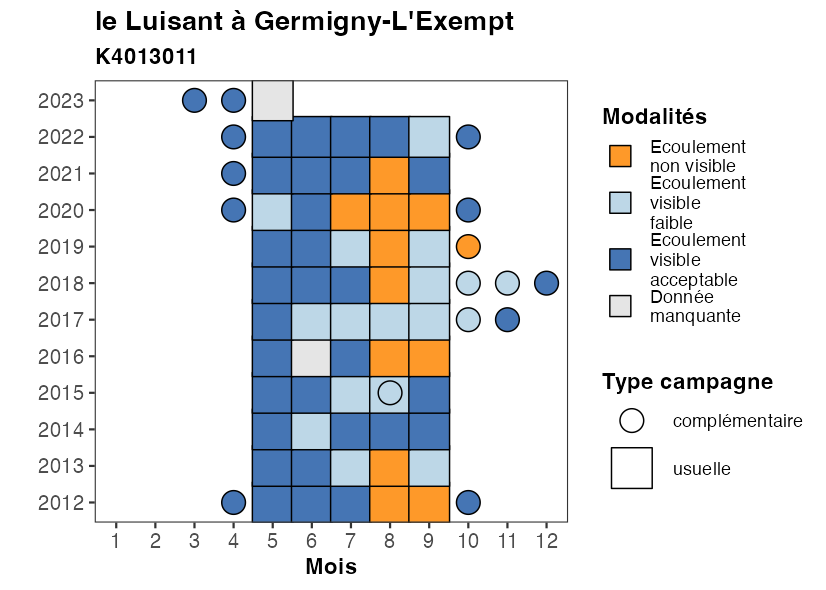 le Luisant à Germigny-L'Exempt
K4013011
2023
2022
2021
2020
2019
2018
2017
2016
2015
2014
2013
2012
1 2 3 4 5 6 7 8 9 10 11 12
Mois
Modalités
Ecoulement
non visible
Ecoulement
visible
faible
Ecoulement
visible
acceptable
Donnée
manquante
Type campagne
complémentaire
usuelle